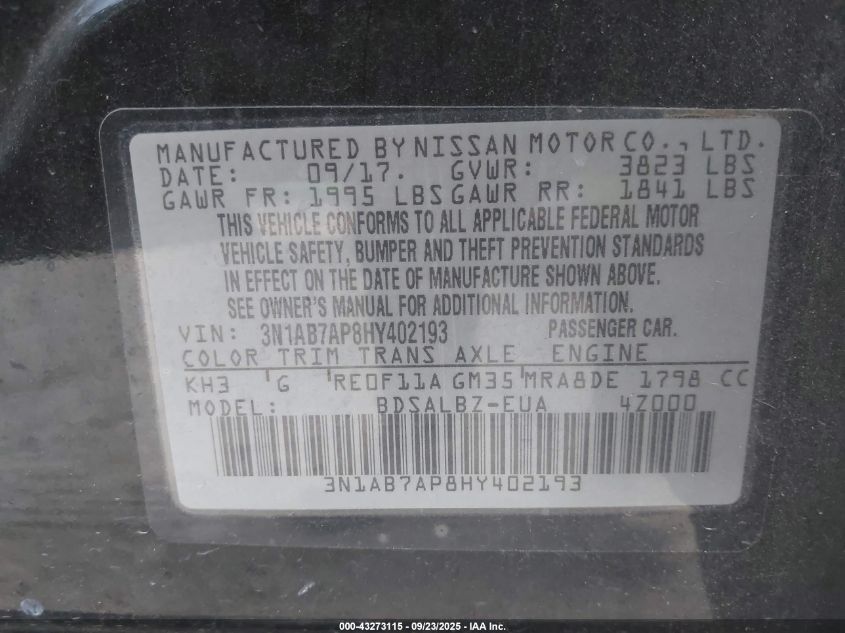 MANUFACTURED BY NISSAN MOTOR CO., LTD.
DATE: 09/17. GVWR: 3823 LBS
GAWR FR: 1995 LBS GAWR RR: 1841 LBS
THIS VEHICLE CONFORMS TO ALL APPLICABLE FEDERAL MOTOR
VEHICLE SAFETY, BUMPER AND THEFT PREVENTION STANDARDS
IN EFFECT ON THE DATE OF MANUFACTURE SHOWN ABOVE.
SEE OWNER'S MANUAL FOR ADDITIONAL INFORMATION.
VIN: 3N1AB7AP8HY402193 PASSENGER CAR.
COLOR TRIM TRANS AXLE ENGINE
KH3 G RE0F11A GM35 MRA8DE 1798 CC
MODEL: BDSALBZ-EUA 4Z000
3N1AB7AP8HY402193
000-43273115 - 09/23/2025 - IAA Inc.